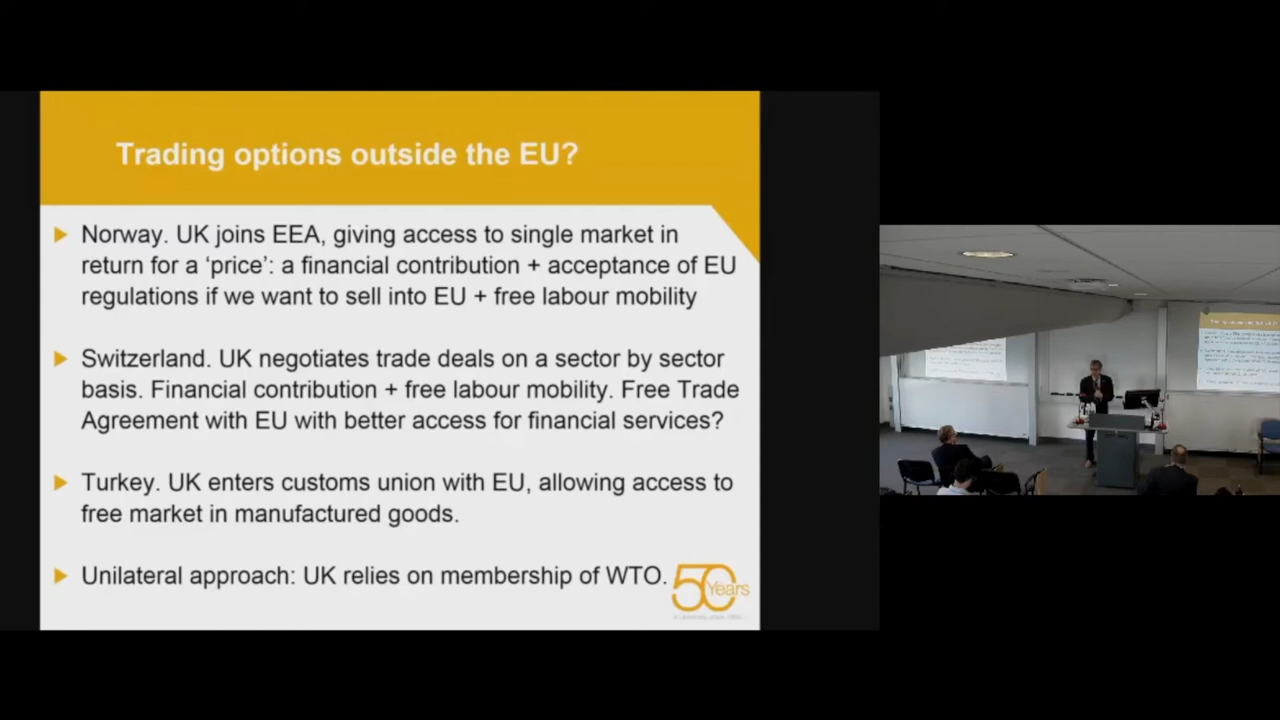 Trading options outside the EU?
Norway. UK joins EEA, giving access to single market in
return for a ‘price’: a financial contribution + acceptance of EU
regulations if we want to sell into EU + free labour mobility
Switzerland. UK negotiates trade deals on a sector by sector
basis. Financial contribution + free labour mobility. Free Trade
Agreement with EU with better access for financial services?
Turkey. UK enters customs union with EU, allowing access to
free market in manufactured goods.
Unilateral approach: UK relies on membership of WTO.
50
Years